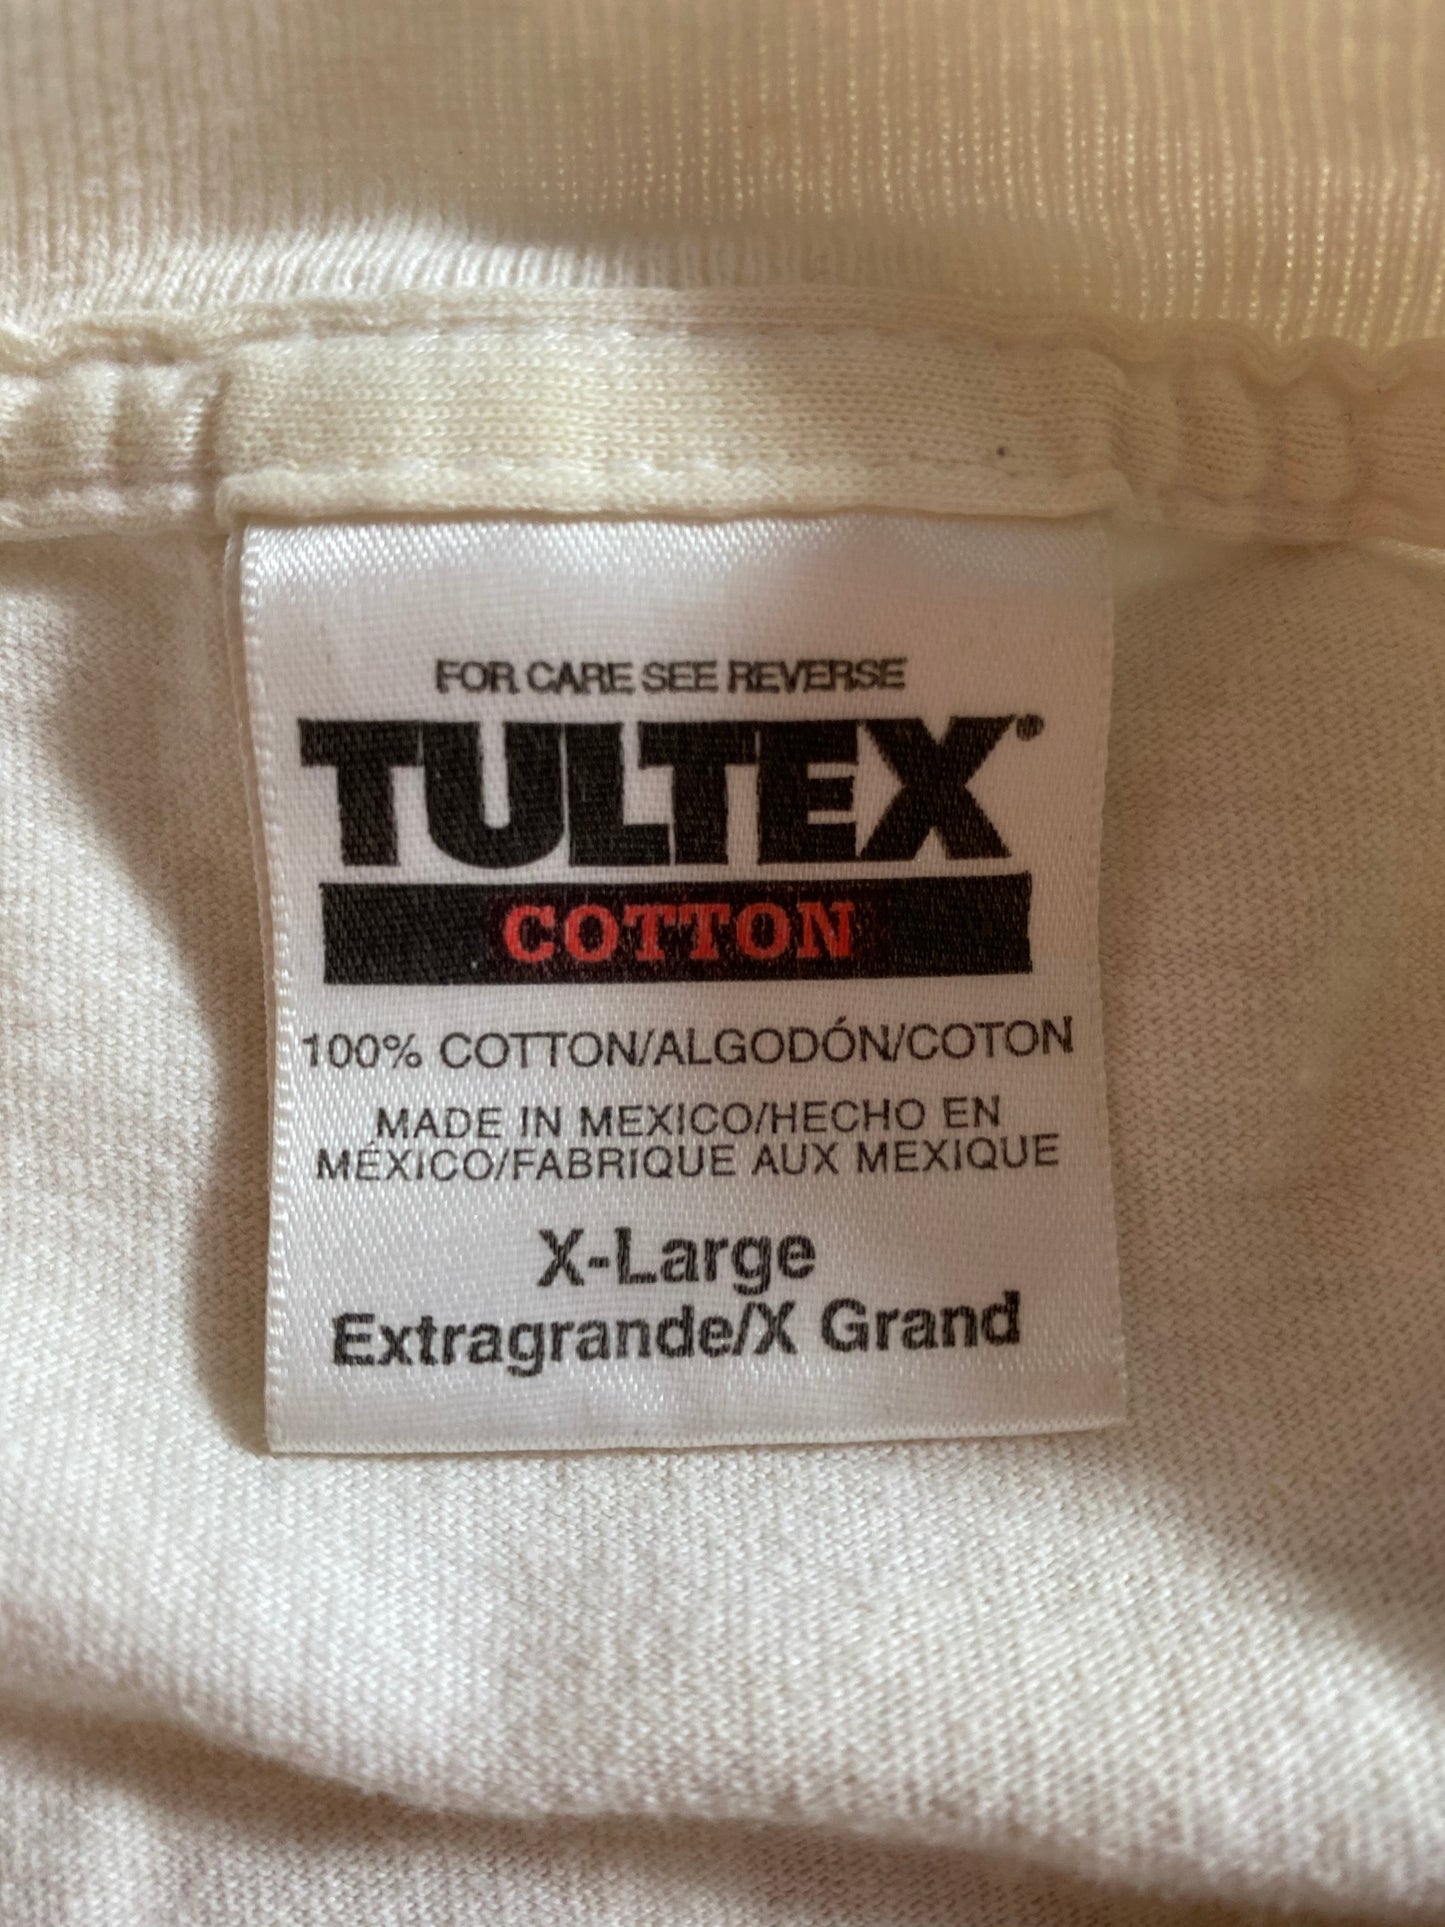 FOR CARE SEE REVERSE
TULTEX®
COTTON
100% COTTON/ALGODÓN/COTON
MADE IN MEXICO/HECHO EN
MÉXICO/FABRIQUE AUX MEXIQUE
X-Large
Extragrande/X Grand